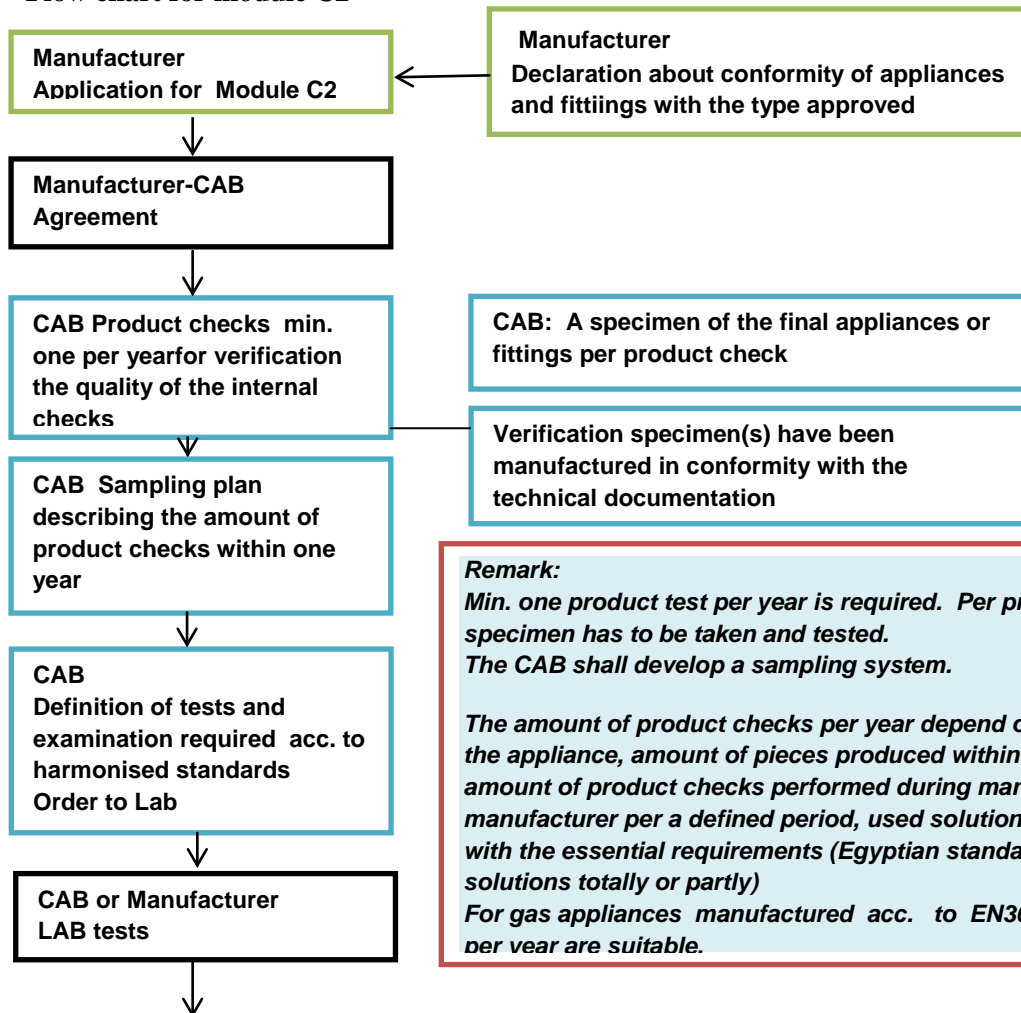 Flow chart for module C2
Manufacturer
Application for Module C2
Manufacturer
Declaration about conformity of appliances
and fittiings with the type approved
Manufacturer-CAB
Agreement
CAB Product checks min.
one per yearfor verification
the quality of the internal
checks
CAB: A specimen of the final appliances or
fittings per product check
Verification specimen(s) have been
manufactured in conformity with the
technical documentation
CAB Sampling plan
describing the amount of
product checks within one
year
CAB
Definition of tests and
examination required acc. to
harmonised standards
Order to Lab
CAB or Manufacturer
LAB tests
Remark:
Min. one product test per year is required. Per
specimen has to be taken and tested.
The CAB shall develop a sampling system.
The amount of product checks per year depend
the appliance, amount of pieces produced within
amount of product checks performed during
manufacturer per a defined period, used
with the essential requirements (Egyptian
solutions totally or partly)
For gas appliances manufactured acc. to
per year are suitable.